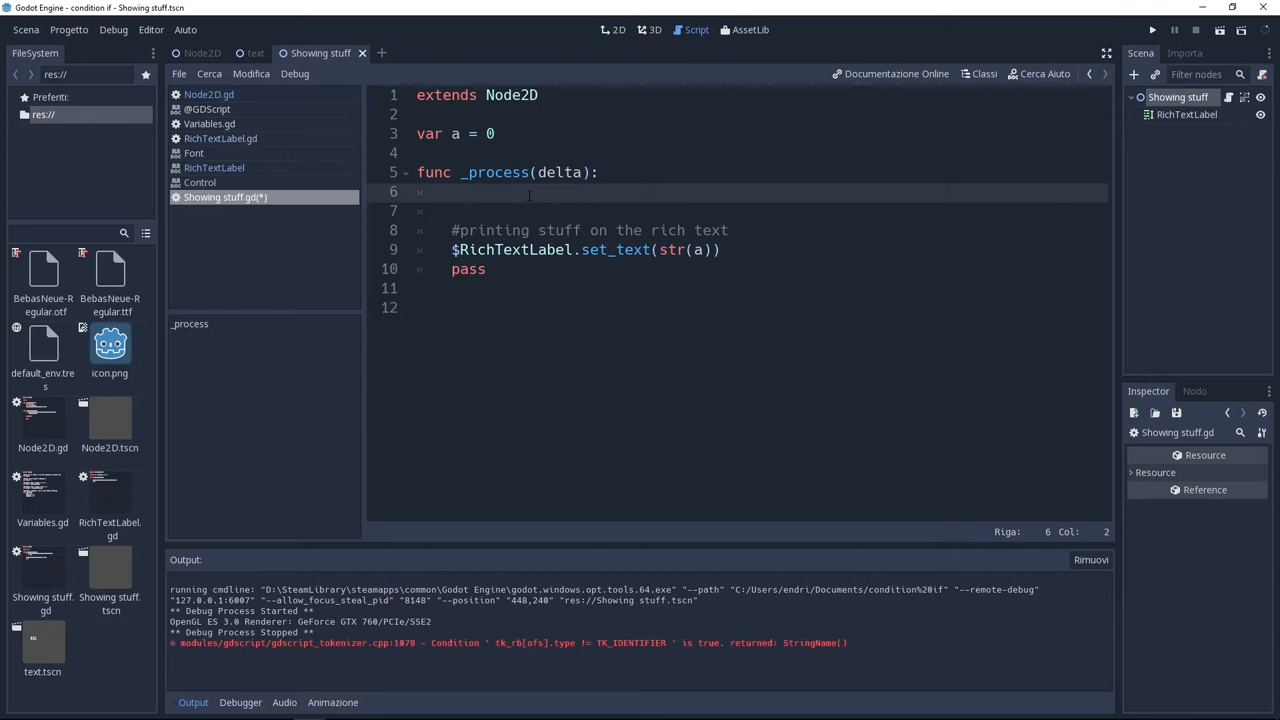 Godot Engine - condition if - Showing stuff.tscn
Scena Progetto Debug Editor Aiuto
2D 3D Script AssetLib
FileSystem
res://
Preferiti:
res://
BebasNeue-R
egular.otf
BebasNeue-R
egular.ttf
default_env.tres
icon.png
Node2D.gd
Node2D.tscn
Variables.gd
RichTextLabel.
gd
Showing stuff.
gd
Showing stuff.
tscn
text.tscn
Node2D text Showing stuff
File Cerca Modifica Debug
Documentazione Online Classi Cerca Aiuto
Node2D.gd
@GDScript
Variables.gd
RichTextLabel.gd
Font
RichTextLabel
Control
Showing stuff.gd(*)
_process
1 extends Node2D
2
3 var a = 0
4
5 func _process(delta):
6
7
8 #printing stuff on the rich text
9 $RichTextLabel.set_text(str(a))
10 pass
11
12
Riga: 6 Col: 2
Output: Rimuovi
running cmdline: "D:\SteamLibrary\steamapps\common\Godot Engine\godot.windows.opt.tools.64.exe" "--path" "C:/Users/endri/Documents/condition%20if" "--remote-debug"
"127.0.0.1:6007" "--allow_focus_steal_pid" "8148" "--position" "448,240" "res://Showing stuff.tscn"
** Debug Process Started **
OpenGL ES 3.0 Renderer: GeForce GTX 760/PCIe/SSE2
** Debug Process Stopped **
modules/gdscript/gdscript_tokenizer.cpp:1078 - Condition ' tk_rb[ofs].type != TK_IDENTIFIER ' is true. returned: StringName()
Output Debugger Audio Animazione
Scena Importa
Filter nodes
Showing stuff
RichTextLabel
Inspector Nodo
Showing stuff.gd
Resource
Resource
Reference